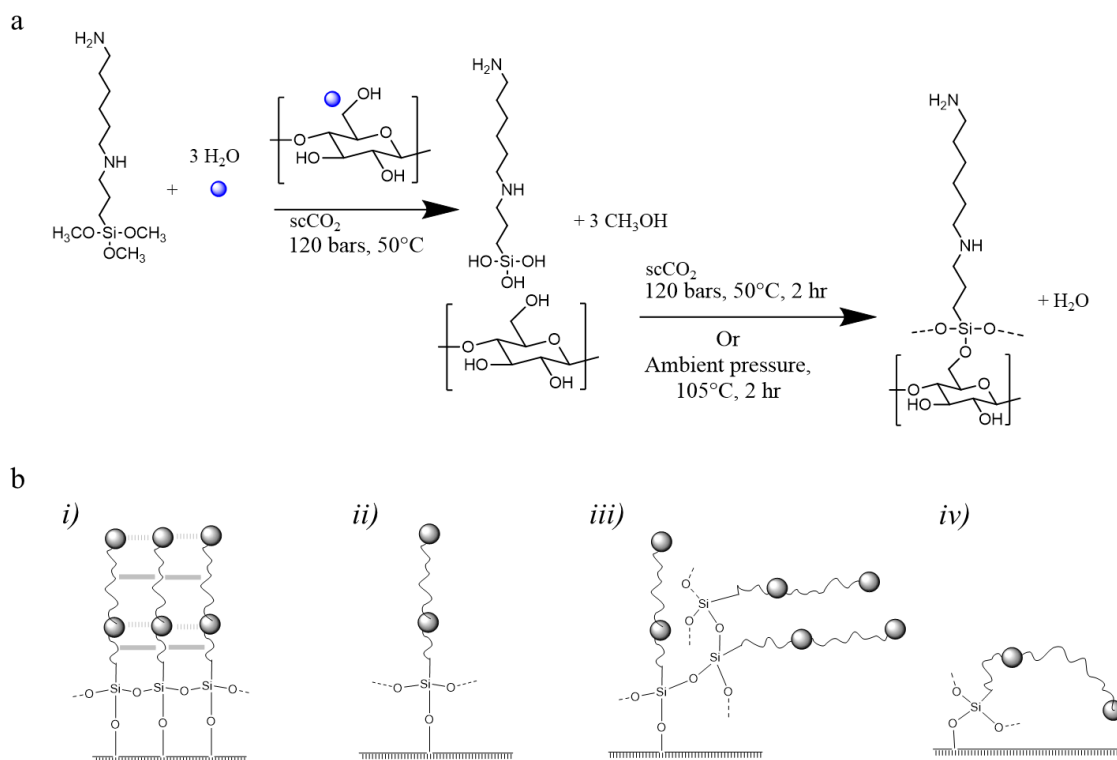 a
H₂N
NH
CH₃O-Si-OCH₃
OCH₃
+
3 H₂O
OH
O
O
HO
OH
scCO₂
120 bars, 50°C
H₂N
NH
HO-Si-OH
OH
+ 3 CH₃OH
OH
O
O
HO
OH
scCO₂
120 bars, 50°C, 2 hr
Or
Ambient pressure,
105°C, 2 hr
H₂N
NH
O-Si-O
O
O
O
HO
OH
+ H₂O
b
i)
ii)
iii)
iv)
O Si O Si O Si O
O O O
O Si O
O
O
Si
O
O
Si
O
O
O Si
O
O
Si
O
O